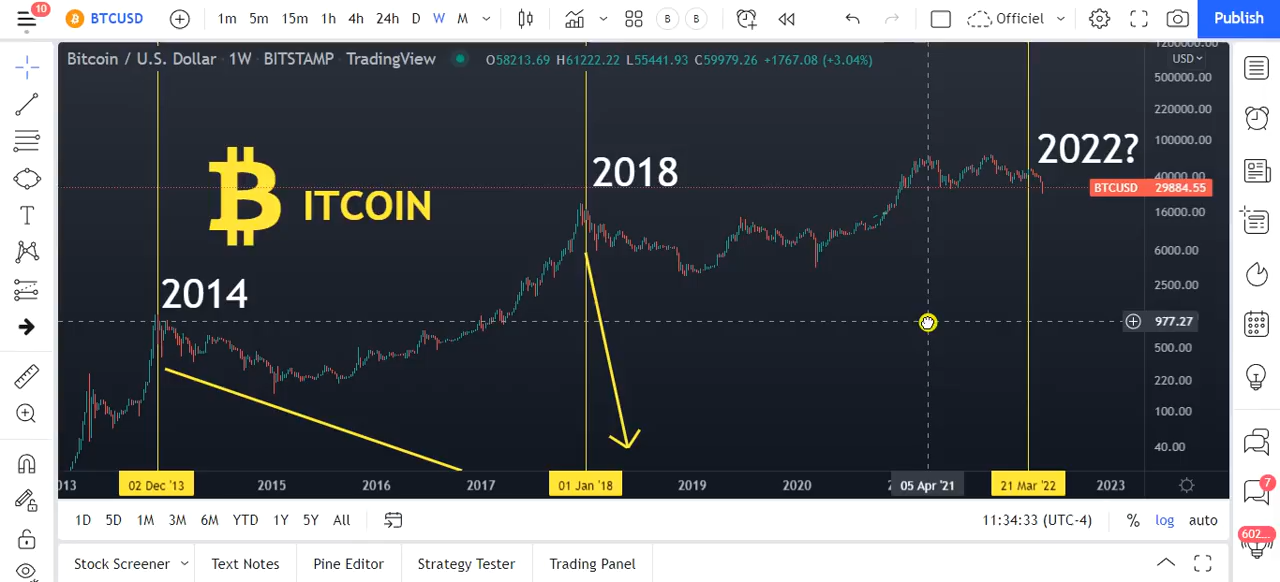 10
BTCUSD
1m 5m 15m 1h 4h 24h D W M
B B
Officiel
Publish
Bitcoin / U.S. Dollar 1W BITSTAMP TradingView
O58213.69 H61222.22 L55441.93 C59979.26 +1767.08 (+3.04%)
1200000.00
USD
500000.00
220000.00
100000.00
40000.00
BTCUSD 29884.55
16000.00
6000.00
2500.00
977.27
500.00
220.00
100.00
40.00
2022?
2018
₿ITCOIN
2014
013 02 Dec '13 2015 2016 2017 01 Jan '18 2019 2020 05 Apr '21 21 Mar '22 2023
1D 5D 1M 3M 6M YTD 1Y 5Y All
11:34:33 (UTC-4) % log auto
Stock Screener Text Notes Pine Editor Strategy Tester Trading Panel
7
602...